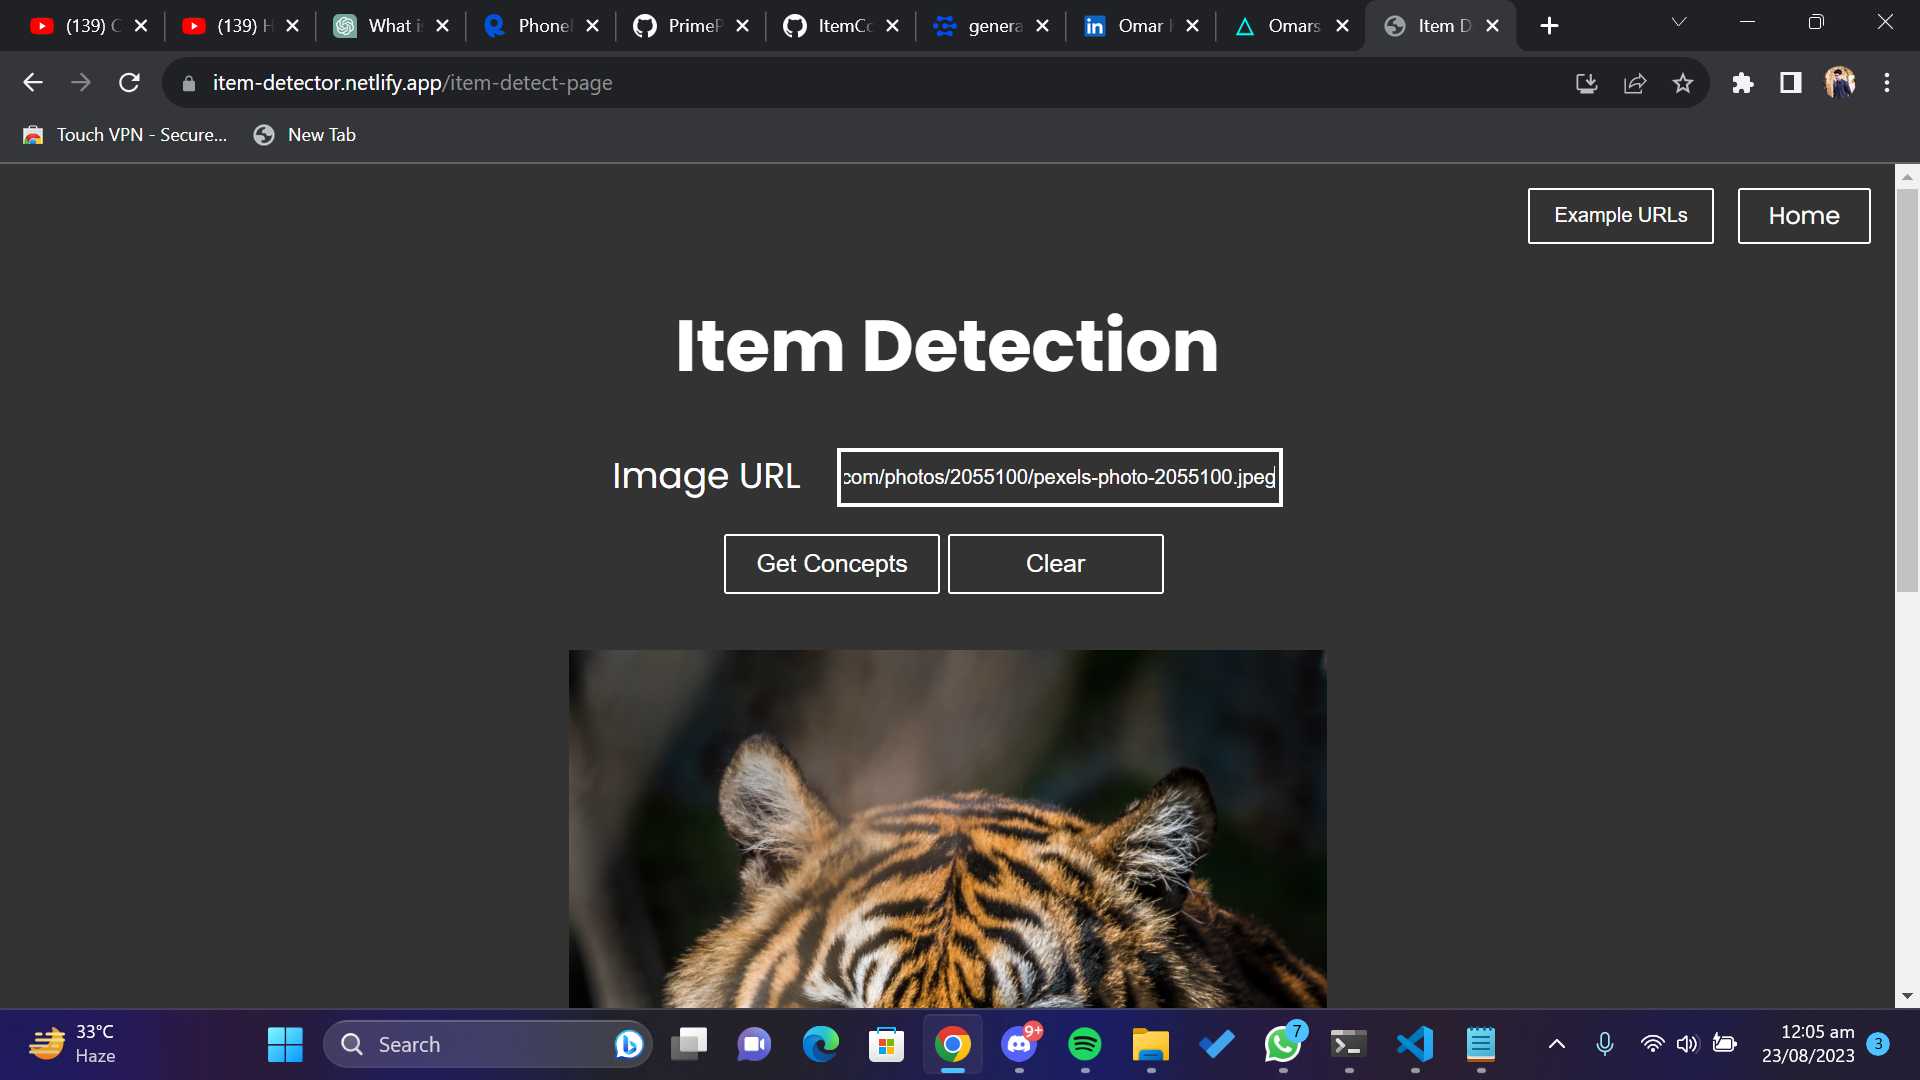 (139) C
(139) H
What is
Phone
PrimeP
ItemCo
genera
Omar
Omars
Item D
item-detector.netlify.app/item-detect-page
Touch VPN - Secure...
New Tab
Example URLs
Home
Item Detection
Image URL
com/photos/2055100/pexels-photo-2055100.jpeg
Get Concepts
Clear
33°C
Haze
Search
9+
7
12:05 am
23/08/2023
3